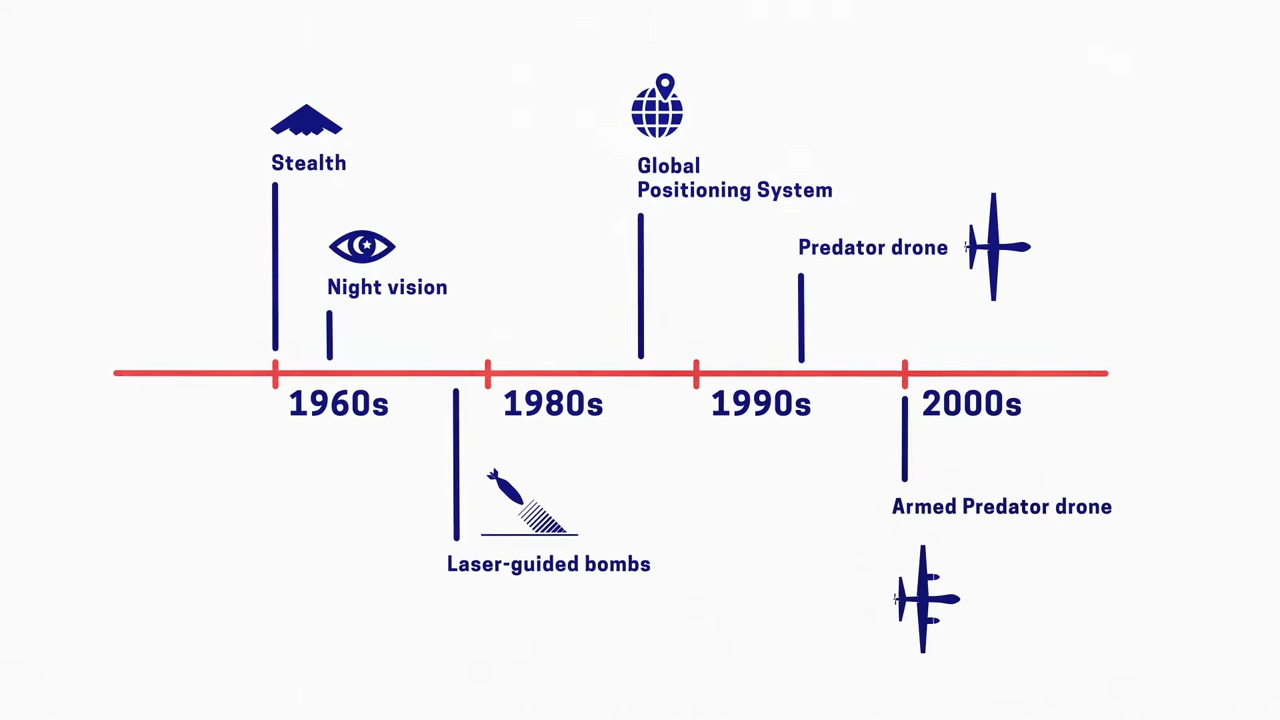 Stealth
Night vision
Global
Positioning System
Predator drone
1960s
1980s
1990s
2000s
Laser-guided bombs
Armed Predator drone